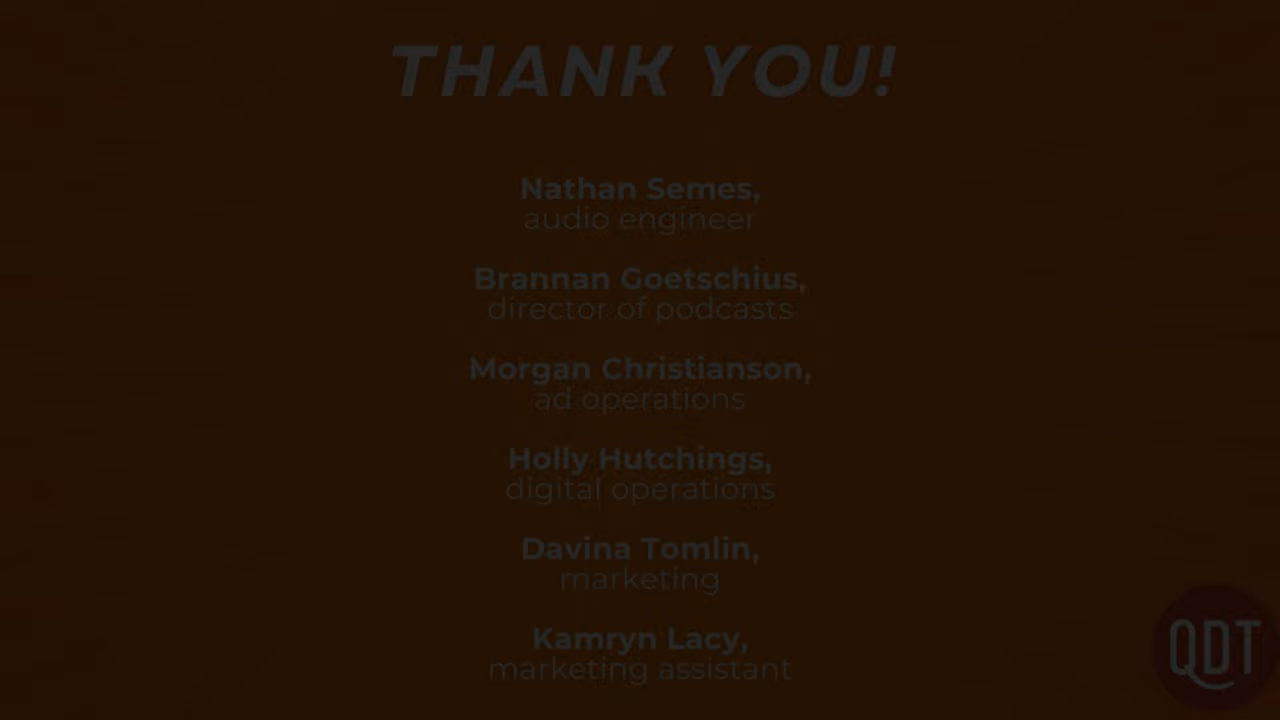 THANK YOU!
Nathan Semes,
audio engineer
Brannan Goetschius,
director of podcasts
Morgan Christianson,
ad operations
Holly Hutchings,
digital operations
Davina Tomlin,
marketing
Kamryn Lacy,
marketing assistant
QDT